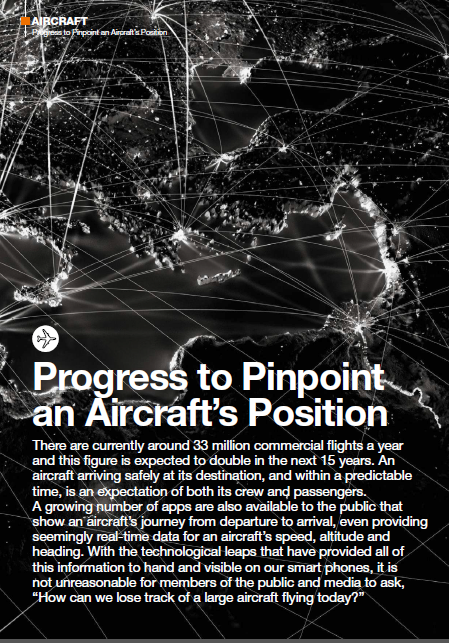 AIRCRAFT
Progress to Pinpoint an Aircraft's Position
Progress to Pinpoint
an Aircraft's Position
There are currently around 33 million commercial flights a year
and this figure is expected to double in the next 15 years. An
aircraft arriving safely at its destination, and within a predictable
time, is an expectation of both its crew and passengers.
A growing number of apps are also available to the public that
show an aircraft's journey from departure to arrival, even providing
seemingly real-time data for an aircraft's speed, altitude and
heading. With the technological leaps that have provided all of
this information to hand and visible on our smart phones, it is
not unreasonable for members of the public and media to ask,
“How can we lose track of a large aircraft flying today?”